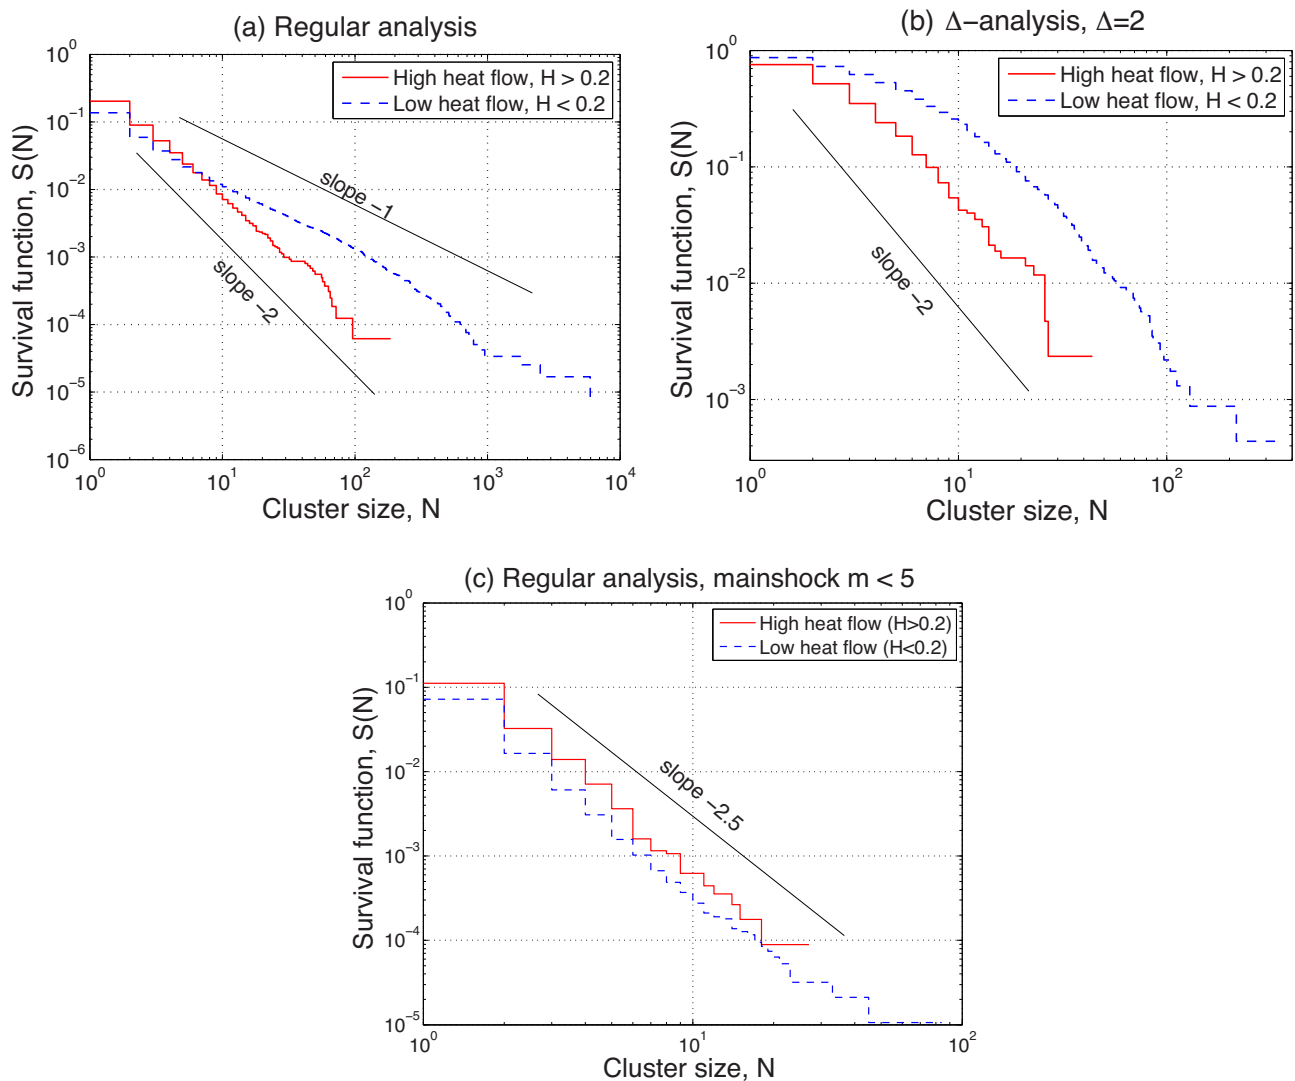 (a) Regular analysis
High heat flow, H > 0.2
Low heat flow, H < 0.2
slope −1
slope −2
Survival function, S(N)
10^0
10^-1
10^-2
10^-3
10^-4
10^-5
10^-6
10^0 10^1 10^2 10^3 10^4
Cluster size, N
(b) Δ−analysis, Δ=2
High heat flow, H > 0.2
Low heat flow, H < 0.2
slope −2
Survival function, S(N)
10^0
10^-1
10^-2
10^-3
10^0 10^1 10^2
Cluster size, N
(c) Regular analysis, mainshock m < 5
High heat flow (H>0.2)
Low heat flow (H<0.2)
slope −2.5
Survival function, S(N)
10^0
10^-1
10^-2
10^-3
10^-4
10^-5
10^0 10^1 10^2
Cluster size, N